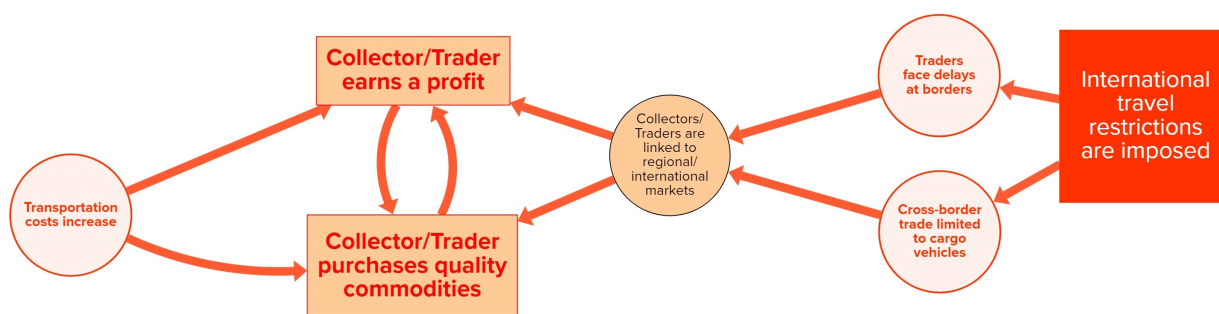 Transportation
costs increase
Collector/Trader
earns a profit
Collector/Trader
purchases quality
commodities
Collectors/
Traders are
linked to
regional/
international
markets
Traders
face delays
at borders
Cross-border
trade limited
to cargo
vehicles
International
travel
restrictions
are imposed